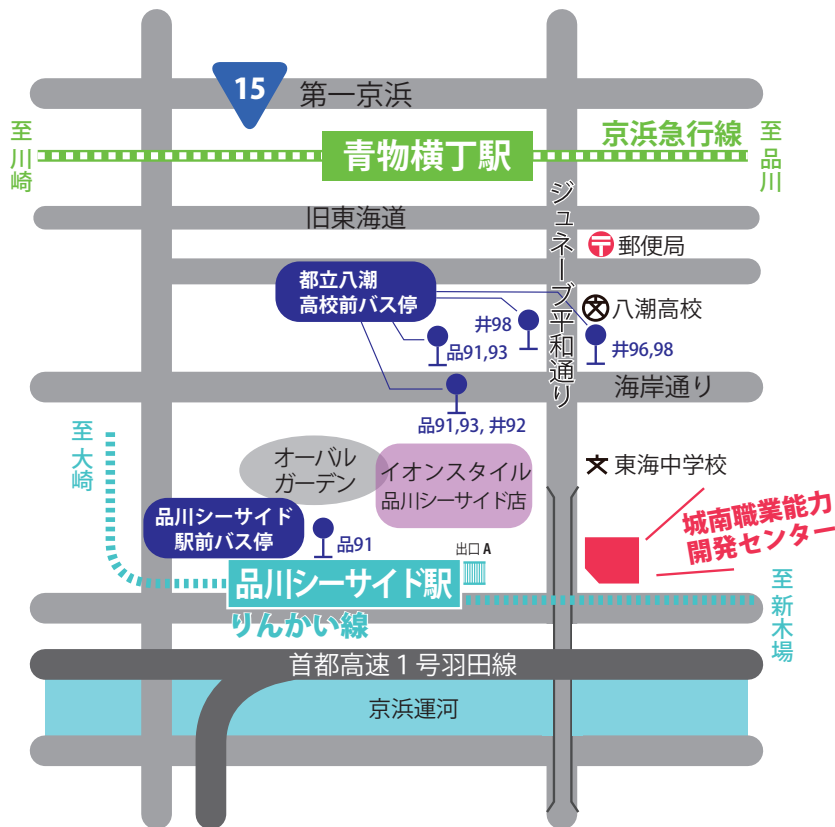 15
第一京浜
至川崎
青物横丁駅
京浜急行線
至品川
旧東海道
ジュネーブ平和通り
郵便局
都立八潮
高校前バス停
井98
八潮高校
品91,93
井96,98
海岸通り
品91,93, 井92
至大崎
オーバル
ガーデン
イオンスタイル
品川シーサイド店
東海中学校
城南職業能力
開発センター
品川シーサイド
駅前バス停
品91
出口 A
品川シーサイド駅
りんかい線
至新木場
首都高速 1 号羽田線
京浜運河